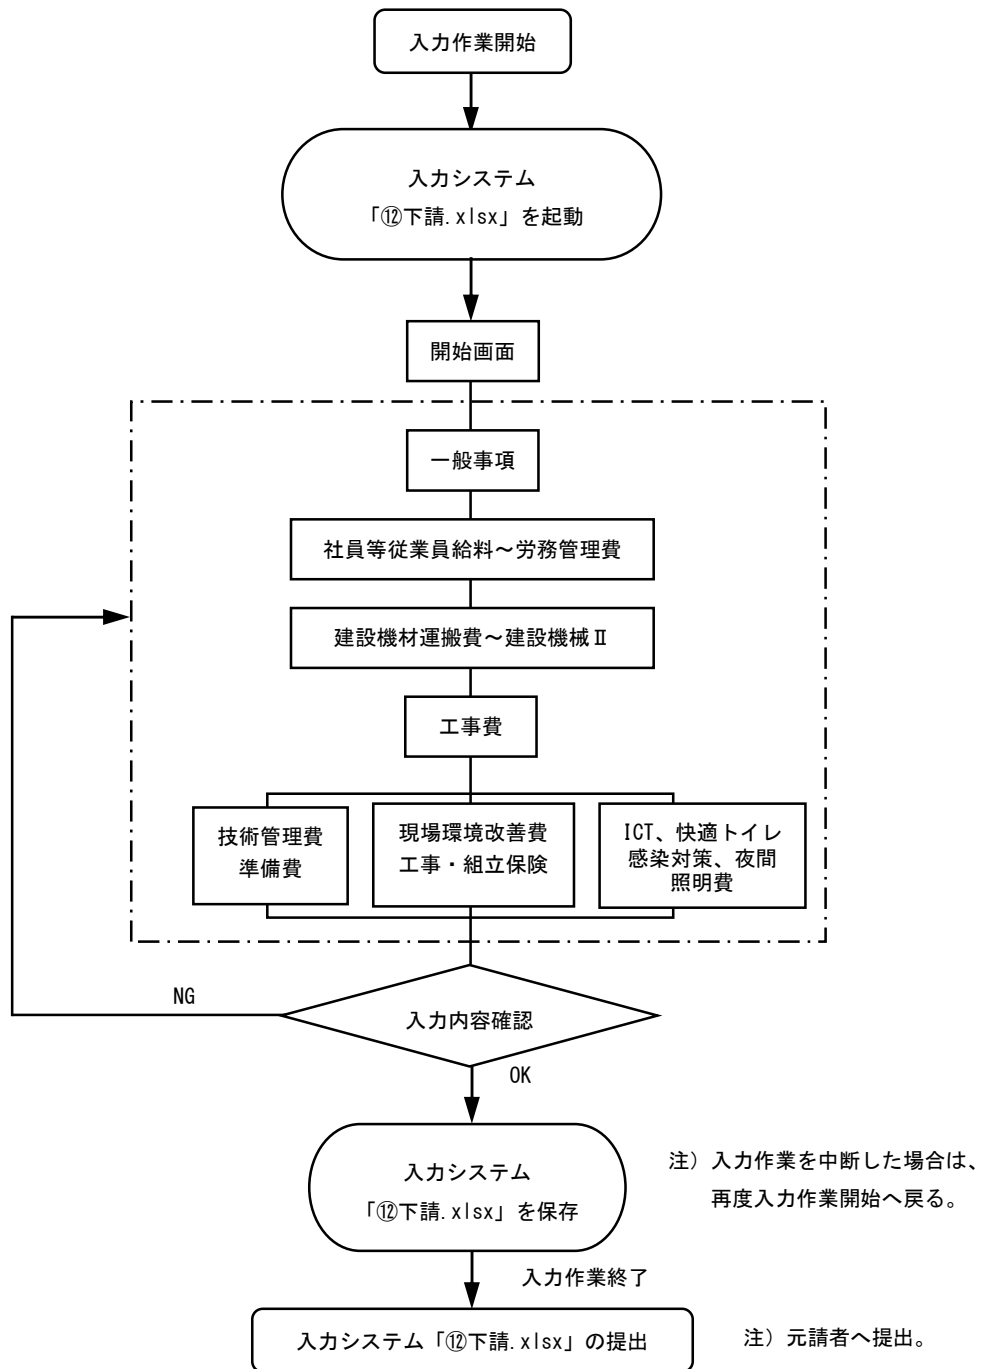 入力作業開始
入力システム
「⑫下請.xlsx」を起動
開始画面
一般事項
社員等従業員給料～労務管理費
建設機材運搬費～建設機械Ⅱ
工事費
技術管理費
準備費
現場環境改善費
工事・組立保険
ICT、快適トイレ
感染対策、夜間
照明費
NG
入力内容確認
OK
入力システム
「⑫下請.xlsx」を保存
注）入力作業を中断した場合は、
再度入力作業開始へ戻る。
入力作業終了
入力システム「⑫下請.xlsx」の提出
注）元請者へ提出。